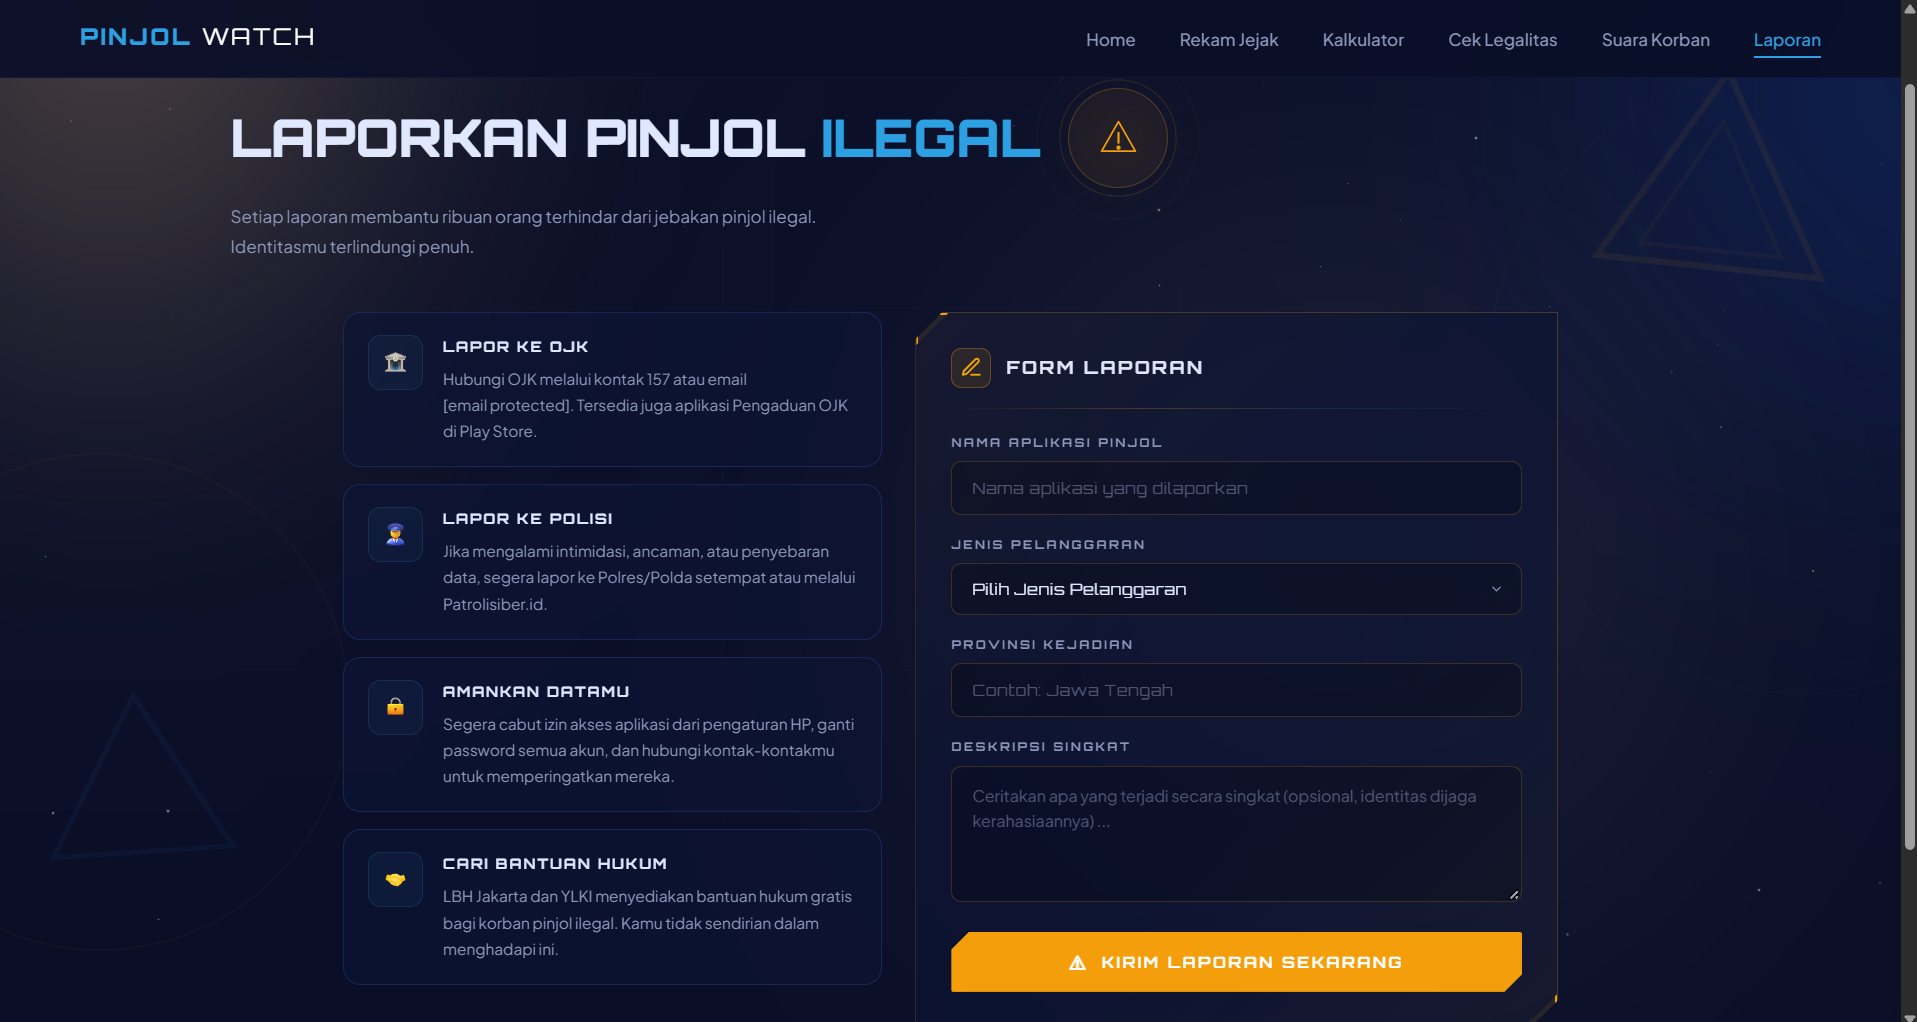 PINJOL WATCH
Home
Rekam Jejak
Kalkulator
Cek Legalitas
Suara Korban
Laporan
LAPORKAN PINJOL ILEGAL
Setiap laporan membantu ribuan orang terhindar dari jebakan pinjol ilegal.
Identitasmu terlindungi penuh.
LAPOR KE OJK
Hubungi OJK melalui kontak 157 atau email
[email protected]. Tersedia juga aplikasi Pengaduan OJK
di Play Store.
LAPOR KE POLISI
Jika mengalami intimidasi, ancaman, atau penyebaran
data, segera lapor ke Polres/Polda setempat atau melalui
Patrolisiber.id.
AMANKAN DATAMU
Segera cabut izin akses aplikasi dari pengaturan HP, ganti
password semua akun, dan hubungi kontak-kontakmu
untuk memperingatkan mereka.
CARI BANTUAN HUKUM
LBH Jakarta dan YLKI menyediakan bantuan hukum gratis
bagi korban pinjol ilegal. Kamu tidak sendirian dalam
menghadapi ini.
FORM LAPORAN
NAMA APLIKASI PINJOL
Nama aplikasi yang dilaporkan
JENIS PELANGGARAN
Pilih Jenis Pelanggaran
PROVINSI KEJADIAN
Contoh: Jawa Tengah
DESKRIPSI SINGKAT
Ceritakan apa yang terjadi secara singkat (opsional, identitas dijaga
kerahasiaannya) ...
KIRIM LAPORAN SEKARANG